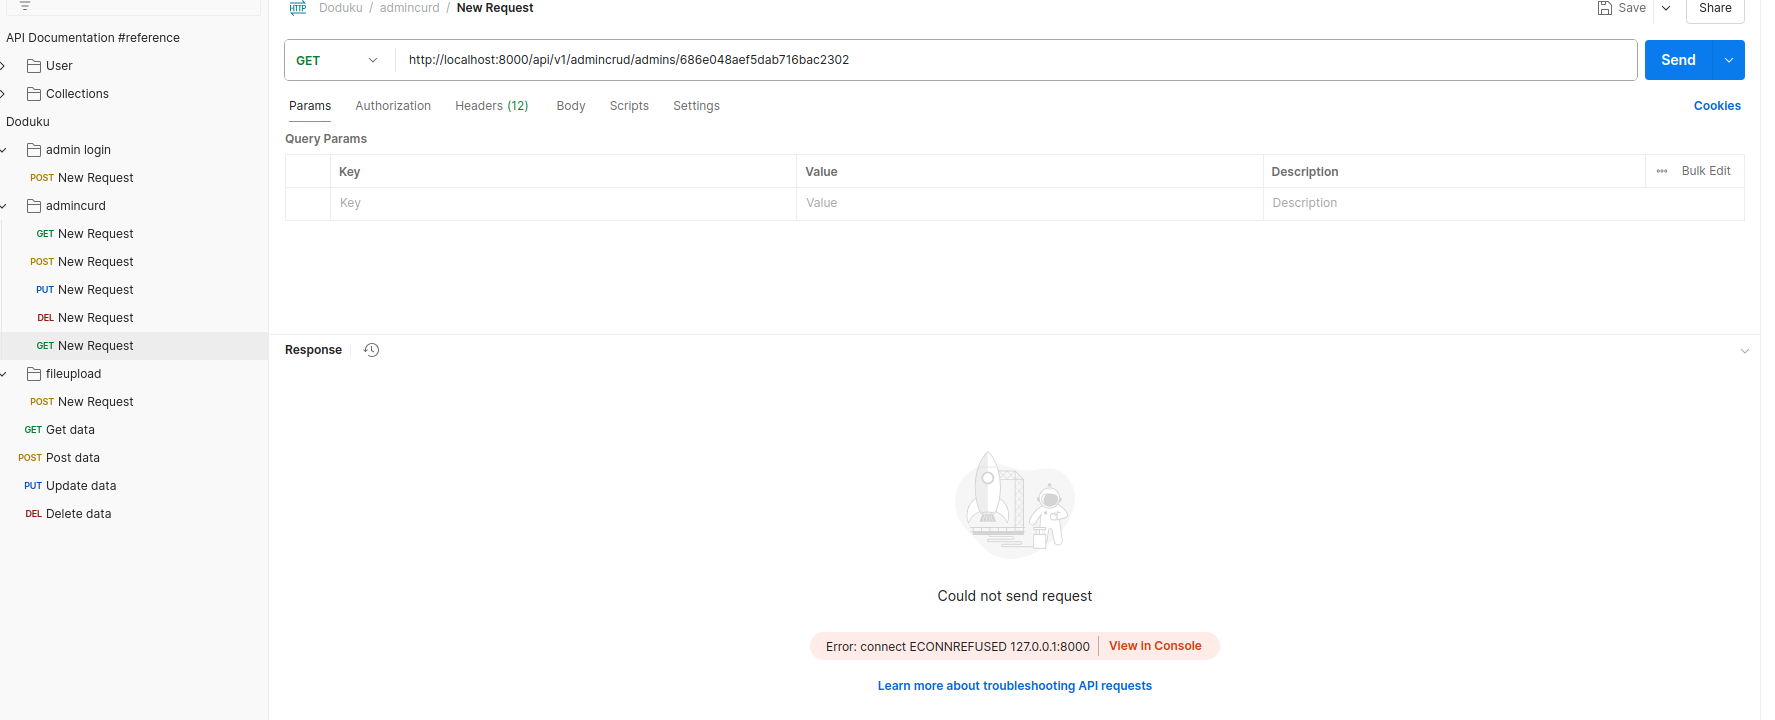 API Documentation #reference
User
Collections
Doduku
admin login
POST New Request
admincurd
GET New Request
POST New Request
PUT New Request
DEL New Request
GET New Request
fileupload
POST New Request
GET Get data
POST Post data
PUT Update data
DEL Delete data
HTTP Doduku / admincurd / New Request
Save
Share
GET
http://localhost:8000/api/v1/admincrud/admins/686e048aef5dab716bac2302
Send
Params Authorization Headers (12) Body Scripts Settings
Cookies
Query Params
Key Value Description
Bulk Edit
Key Value Description
Response
Could not send request
Error: connect ECONNREFUSED 127.0.0.1:8000 View in Console
Learn more about troubleshooting API requests